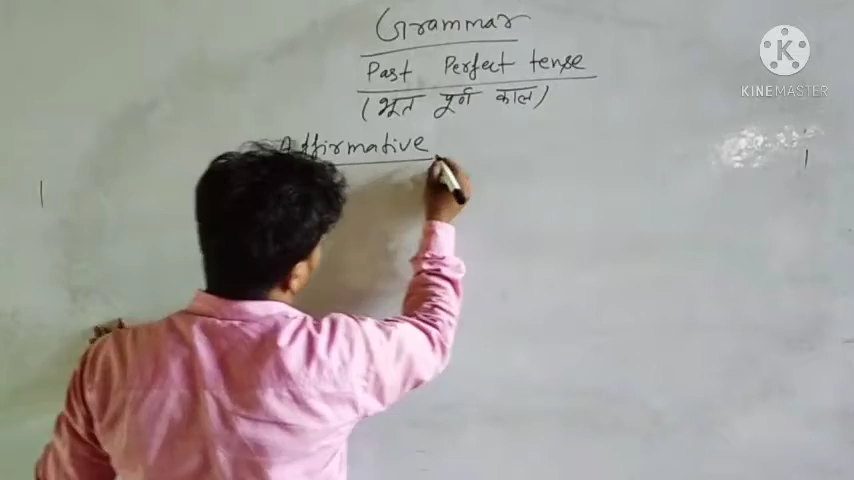 Grammar
Past Perfect tense
(भूत पूर्ण काल)
Affirmative
K
KINEMASTER